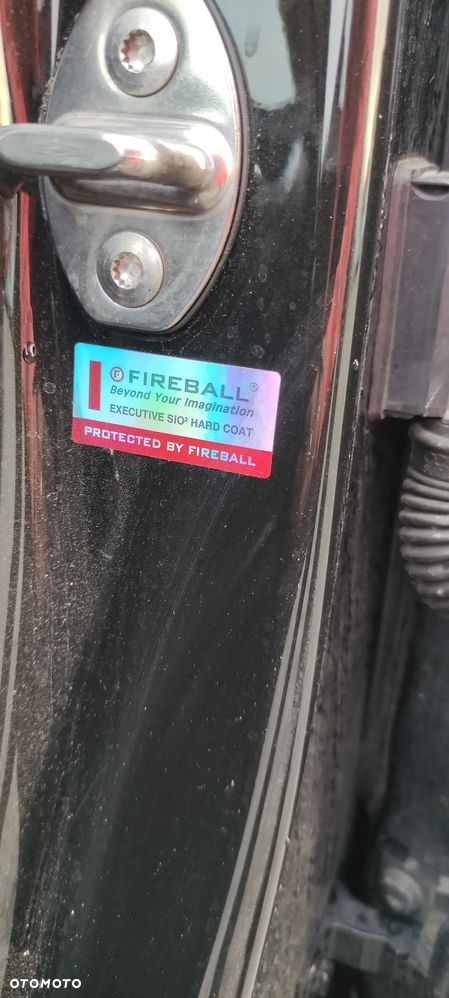 F FIREBALL®
Beyond Your Imagination
EXECUTIVE SiO² HARD COAT
PROTECTED BY FIREBALL
OTOMOTO